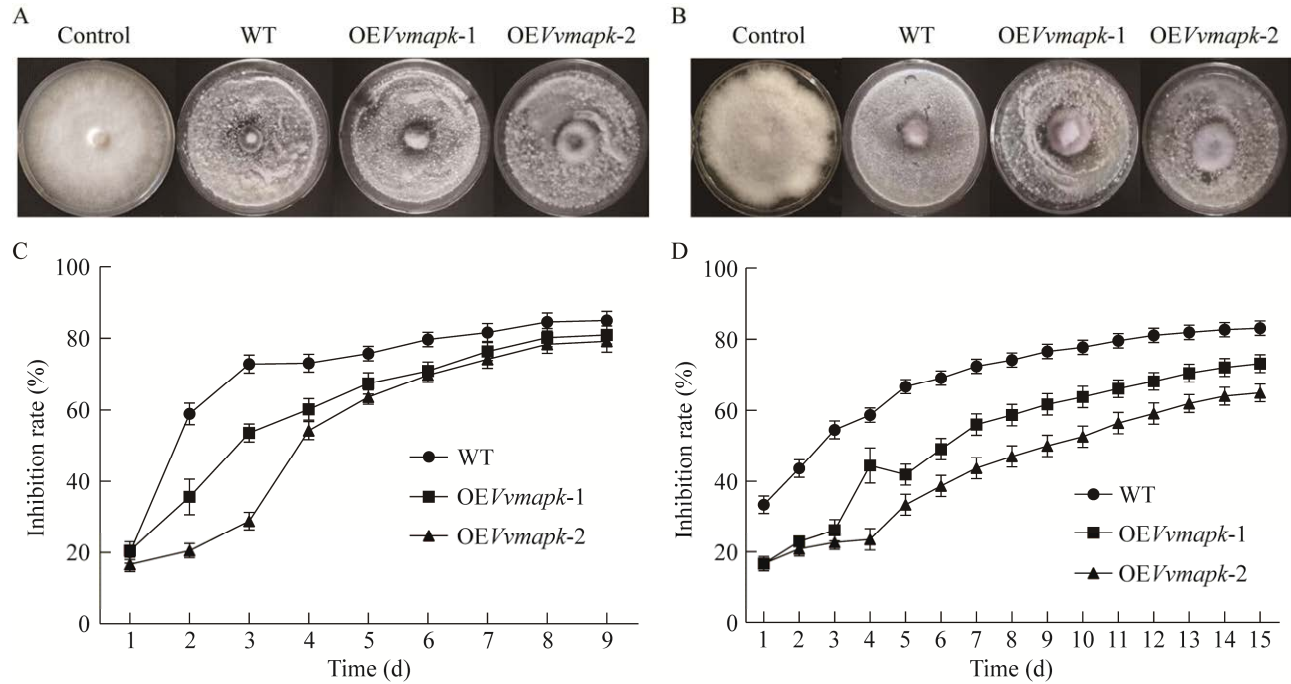 A
Control WT OEVvmapk-1 OEVvmapk-2
B
Control WT OEVvmapk-1 OEVvmapk-2
C
Inhibition rate (%)
100
80
60
40
20
0
WT
OEVvmapk-1
OEVvmapk-2
1 2 3 4 5 6 7 8 9
Time (d)
D
Inhibition rate (%)
100
80
60
40
20
0
WT
OEVvmapk-1
OEVvmapk-2
1 2 3 4 5 6 7 8 9 10 11 12 13 14 15
Time (d)